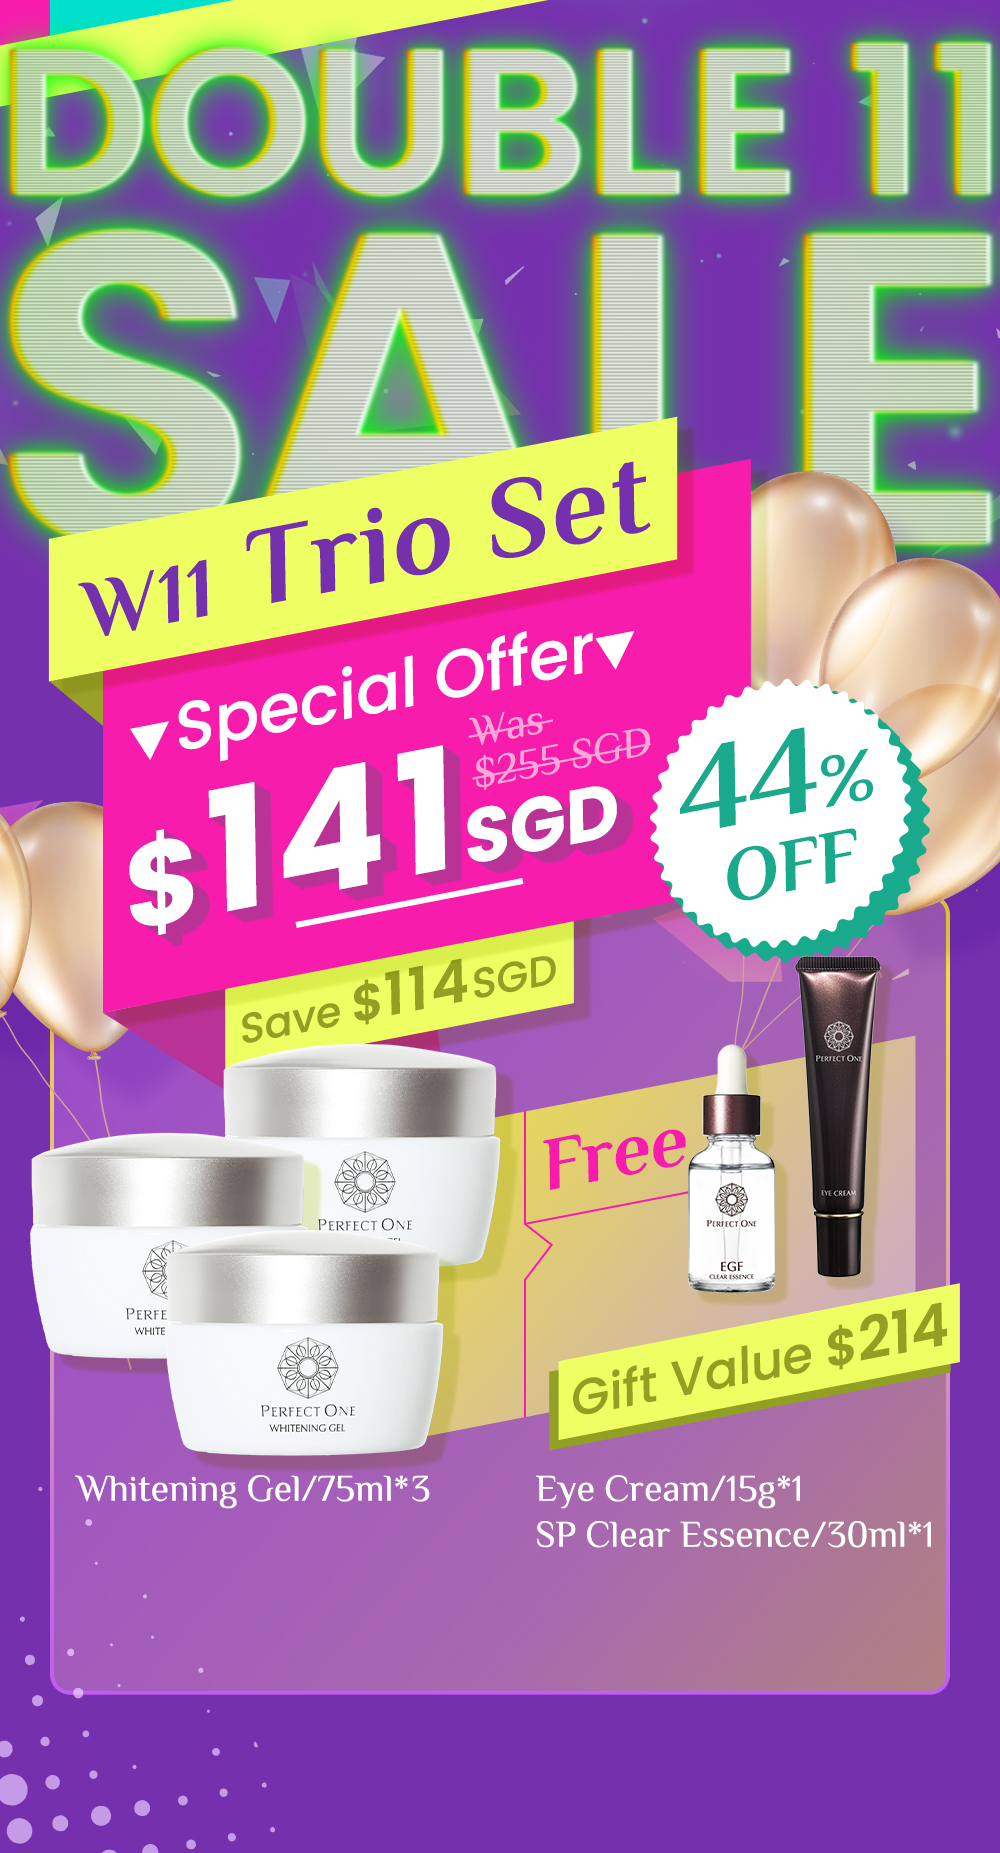 DOUBLE 11
SALE
W11 Trio Set
▼Special Offer▼
Was
$255 SGD
$141SGD
44%
OFF
Save $114SGD
PERFECT ONE
PERFECT ONE
WHITENING GEL
Free
PERFECT ONE
EYE CREAM
PERFECT ONE
EGF
CLEAR ESSENCE
Gift Value $214
Whitening Gel/75ml*3
Eye Cream/15g*1
SP Clear Essence/30ml*1